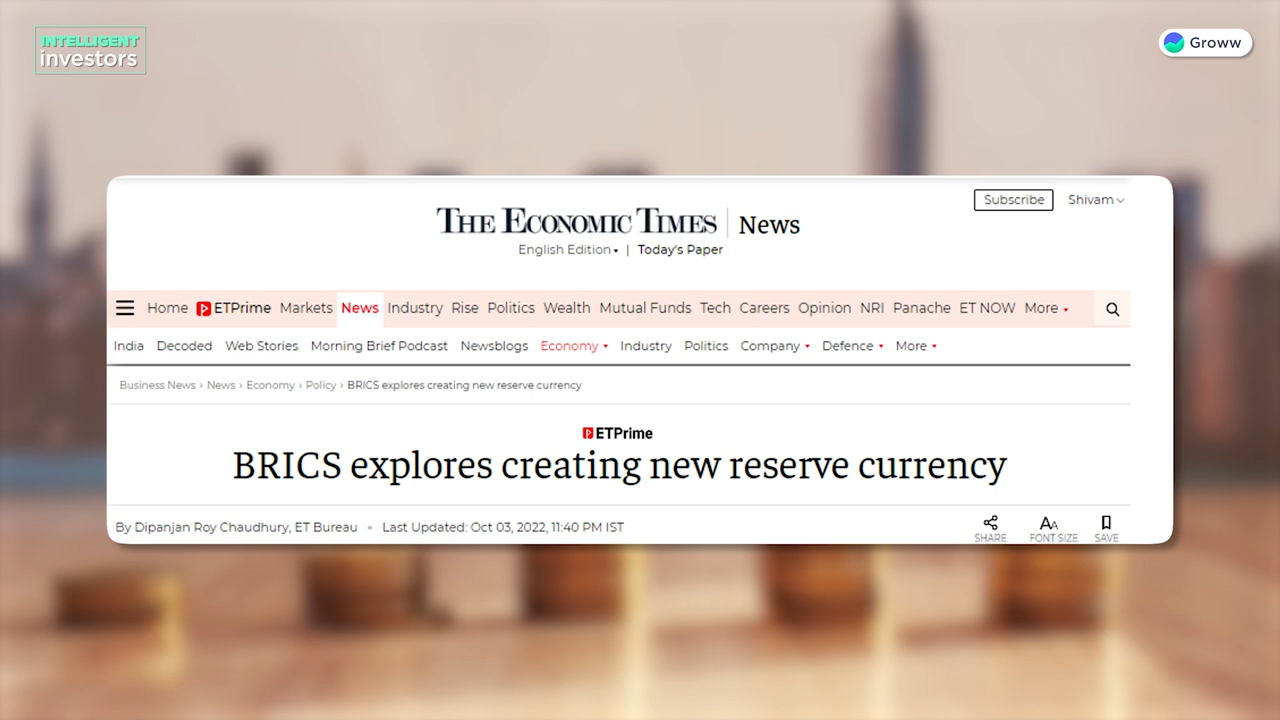 INTELLIGENT
investors
Groww
Subscribe
Shivam
THE ECONOMIC TIMES | News
English Edition | Today's Paper
Home ETPrime Markets News Industry Rise Politics Wealth Mutual Funds Tech Careers Opinion NRI Panache ET NOW More
India Decoded Web Stories Morning Brief Podcast Newsblogs Economy Industry Politics Company Defence More
Business News › News › Economy › Policy › BRICS explores creating new reserve currency
ETPrime
BRICS explores creating new reserve currency
By Dipanjan Roy Chaudhury, ET Bureau • Last Updated: Oct 03, 2022, 11:40 PM IST
AA
SHARE FONT SIZE SAVE